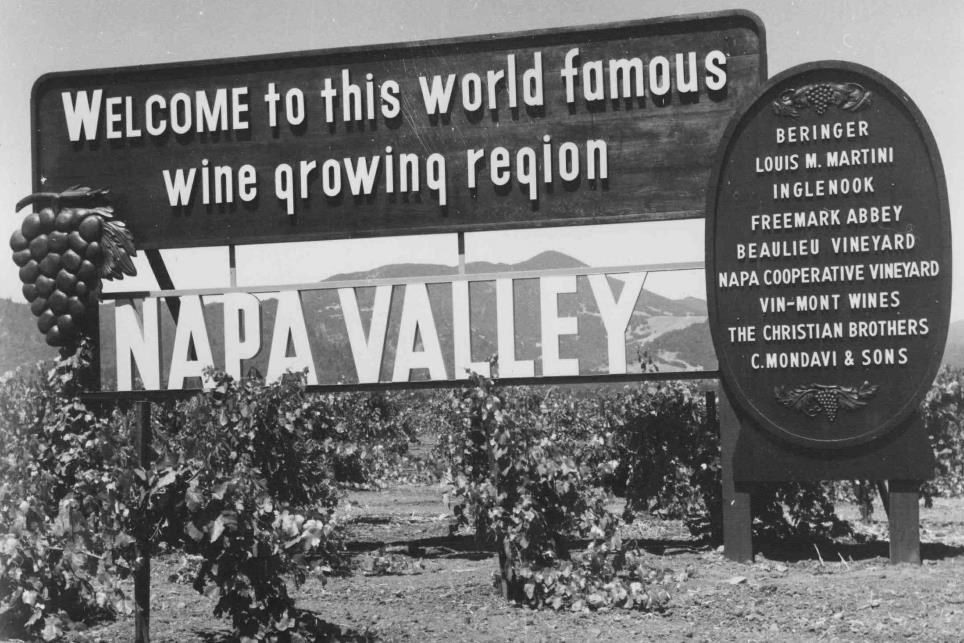 WELCOME to this world famous
wine growing region
NAPA VALLEY
BERINGER
LOUIS M. MARTINI
INGLENOOK
FREEMARK ABBEY
BEAULIEU VINEYARD
NAPA COOPERATIVE VINEYARD
VIN-MONT WINES
THE CHRISTIAN BROTHERS
C. MONDAVI & SONS